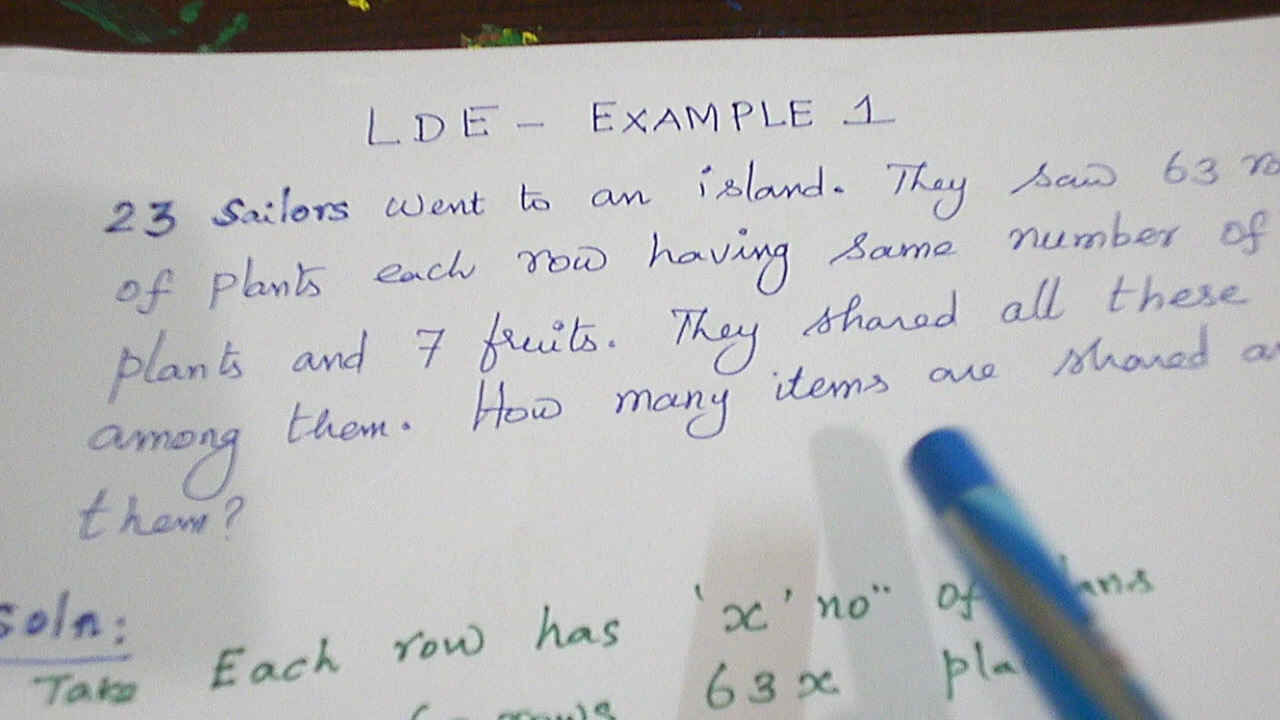 LDE - EXAMPLE 1
23 Sailors went to an island. They saw 63
of plants each row having same number of
plants and 7 fruits. They shared all these
among them. How many items are shared
them?
Soln:
Each row has 'x' no" of
Take
63x